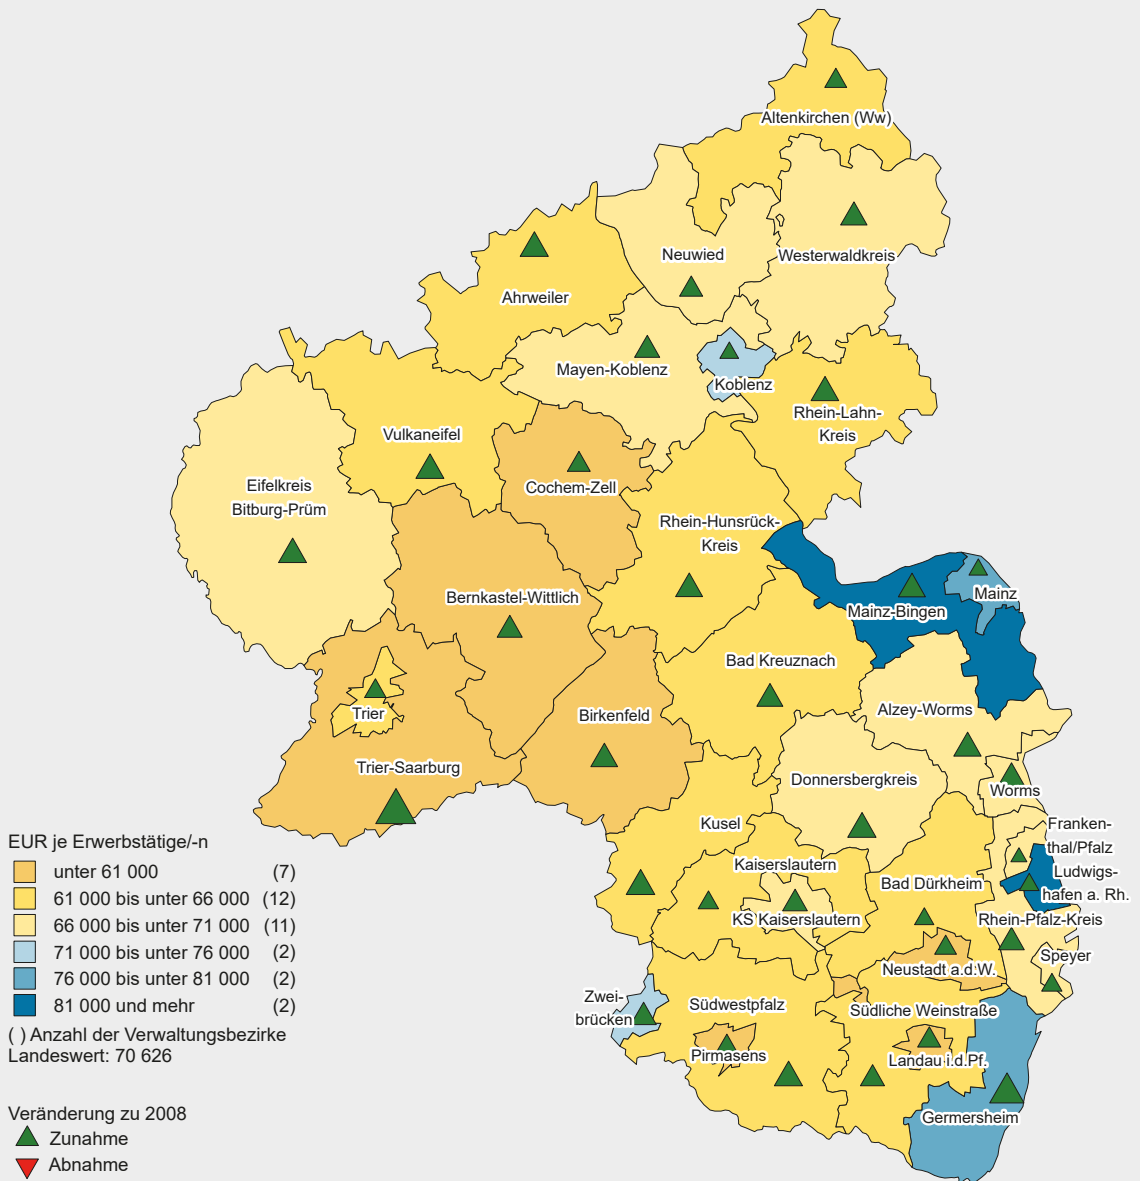 Altenkirchen (Ww)
Neuwied
Westerwaldkreis
Ahrweiler
Mayen-Koblenz
Koblenz
Rhein-Lahn-
Kreis
Vulkaneifel
Cochem-Zell
Eifelkreis
Bitburg-Prüm
Rhein-Hunsrück-
Kreis
Bernkastel-Wittlich
Mainz-Bingen
Mainz
Bad Kreuznach
Trier
Birkenfeld
Alzey-Worms
Trier-Saarburg
Donnersbergkreis
Worms
Kusel
Franken-
thal/Pfalz
Kaiserslautern
Ludwigs-
hafen a. Rh.
Bad Dürkheim
KS Kaiserslautern
Rhein-Pfalz-Kreis
Speyer
Neustadt a.d.W.
Zwei-
brücken
Südwestpfalz
Südliche Weinstraße
Pirmasens
Landau i.d.Pf.
Germersheim
EUR je Erwerbstätige/-n
unter 61 000 (7)
61 000 bis unter 66 000 (12)
66 000 bis unter 71 000 (11)
71 000 bis unter 76 000 (2)
76 000 bis unter 81 000 (2)
81 000 und mehr (2)
( ) Anzahl der Verwaltungsbezirke
Landeswert: 70 626
Veränderung zu 2008
Zunahme
Abnahme